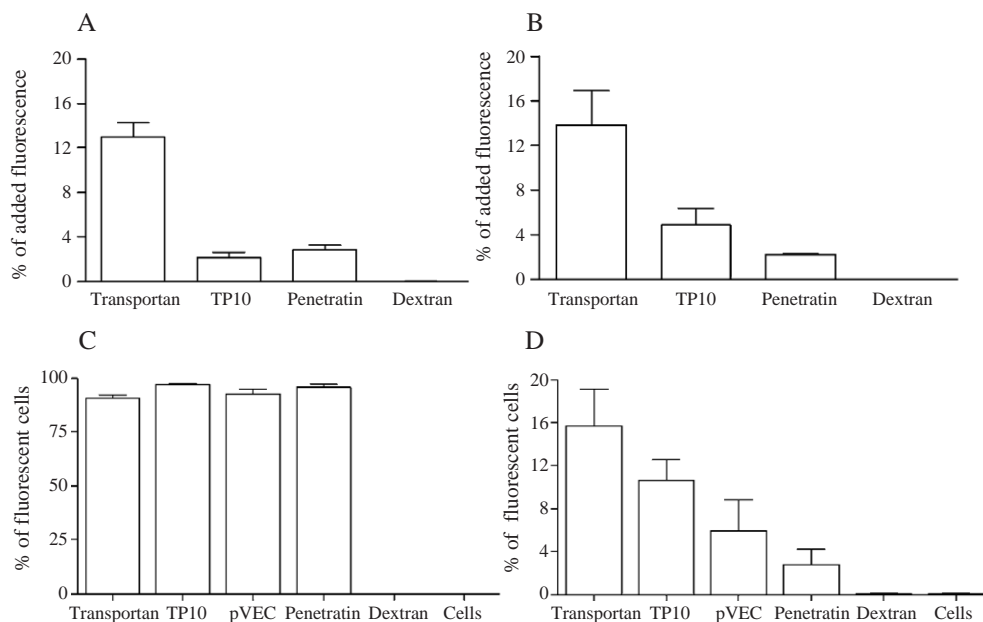 A
% of added fluorescence
20
16
12
8
4
0
Transportan TP10 Penetratin Dextran
B
% of added fluorescence
20
16
12
8
4
0
Transportan TP10 Penetratin Dextran
C
% of fluorescent cells
100
75
50
25
0
Transportan TP10 pVEC Penetratin Dextran Cells
D
% of fluorescent cells
20
16
12
8
4
0
Transportan TP10 pVEC Penetratin Dextran Cells